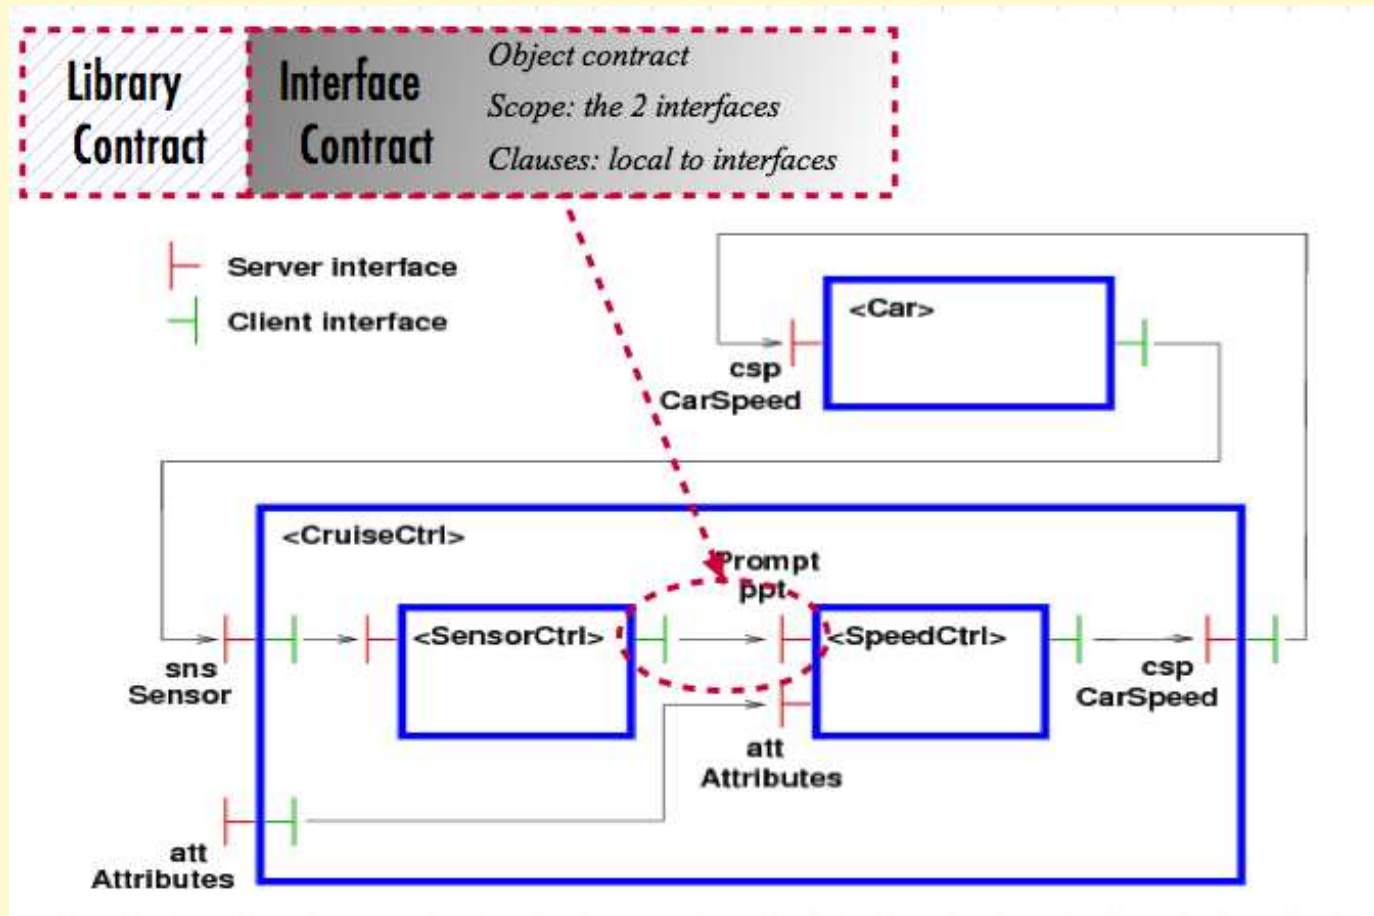 Library
Contract
Interface
Contract
Object contract
Scope: the 2 interfaces
Clauses: local to interfaces
Server interface
Client interface
<Car>
csp
CarSpeed
<CruiseCtrl>
Prompt
ppt
<SensorCtrl>
<SpeedCtrl>
sns
Sensor
csp
CarSpeed
att
Attributes
att
Attributes